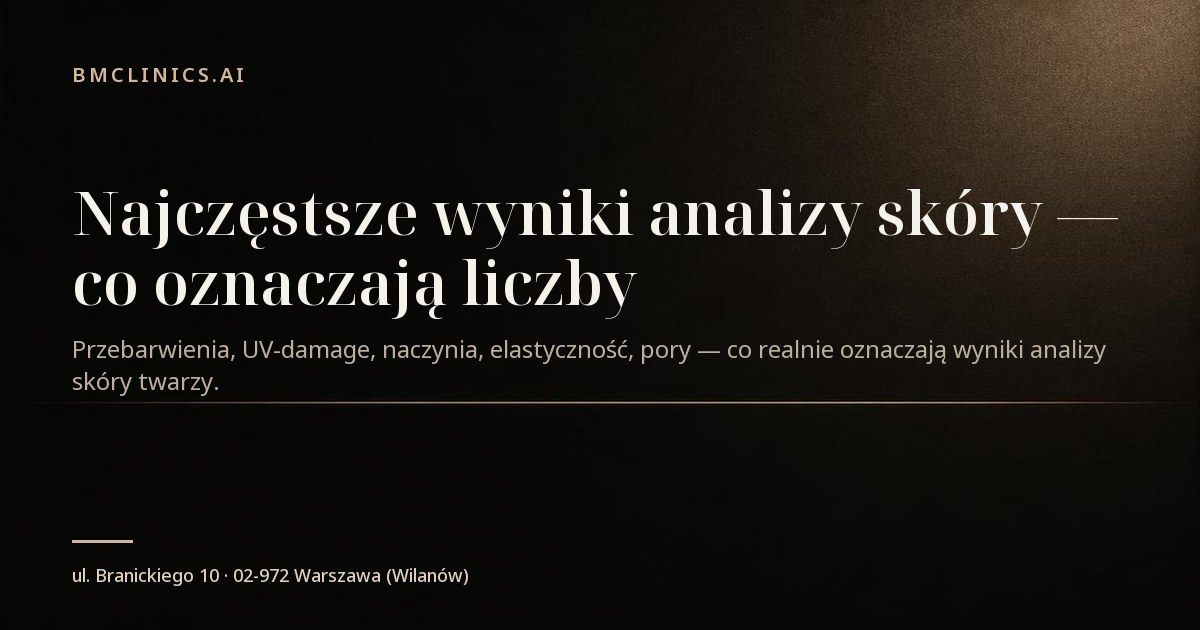 BMCLINICS.AI
Najczęstsze wyniki analizy skóry —
co oznaczają liczby
Przebarwienia, UV-damage, naczynia, elastyczność, pory — co realnie oznaczają wyniki analizy
skóry twarzy.
ul. Branickiego 10 · 02-972 Warszawa (Wilanów)